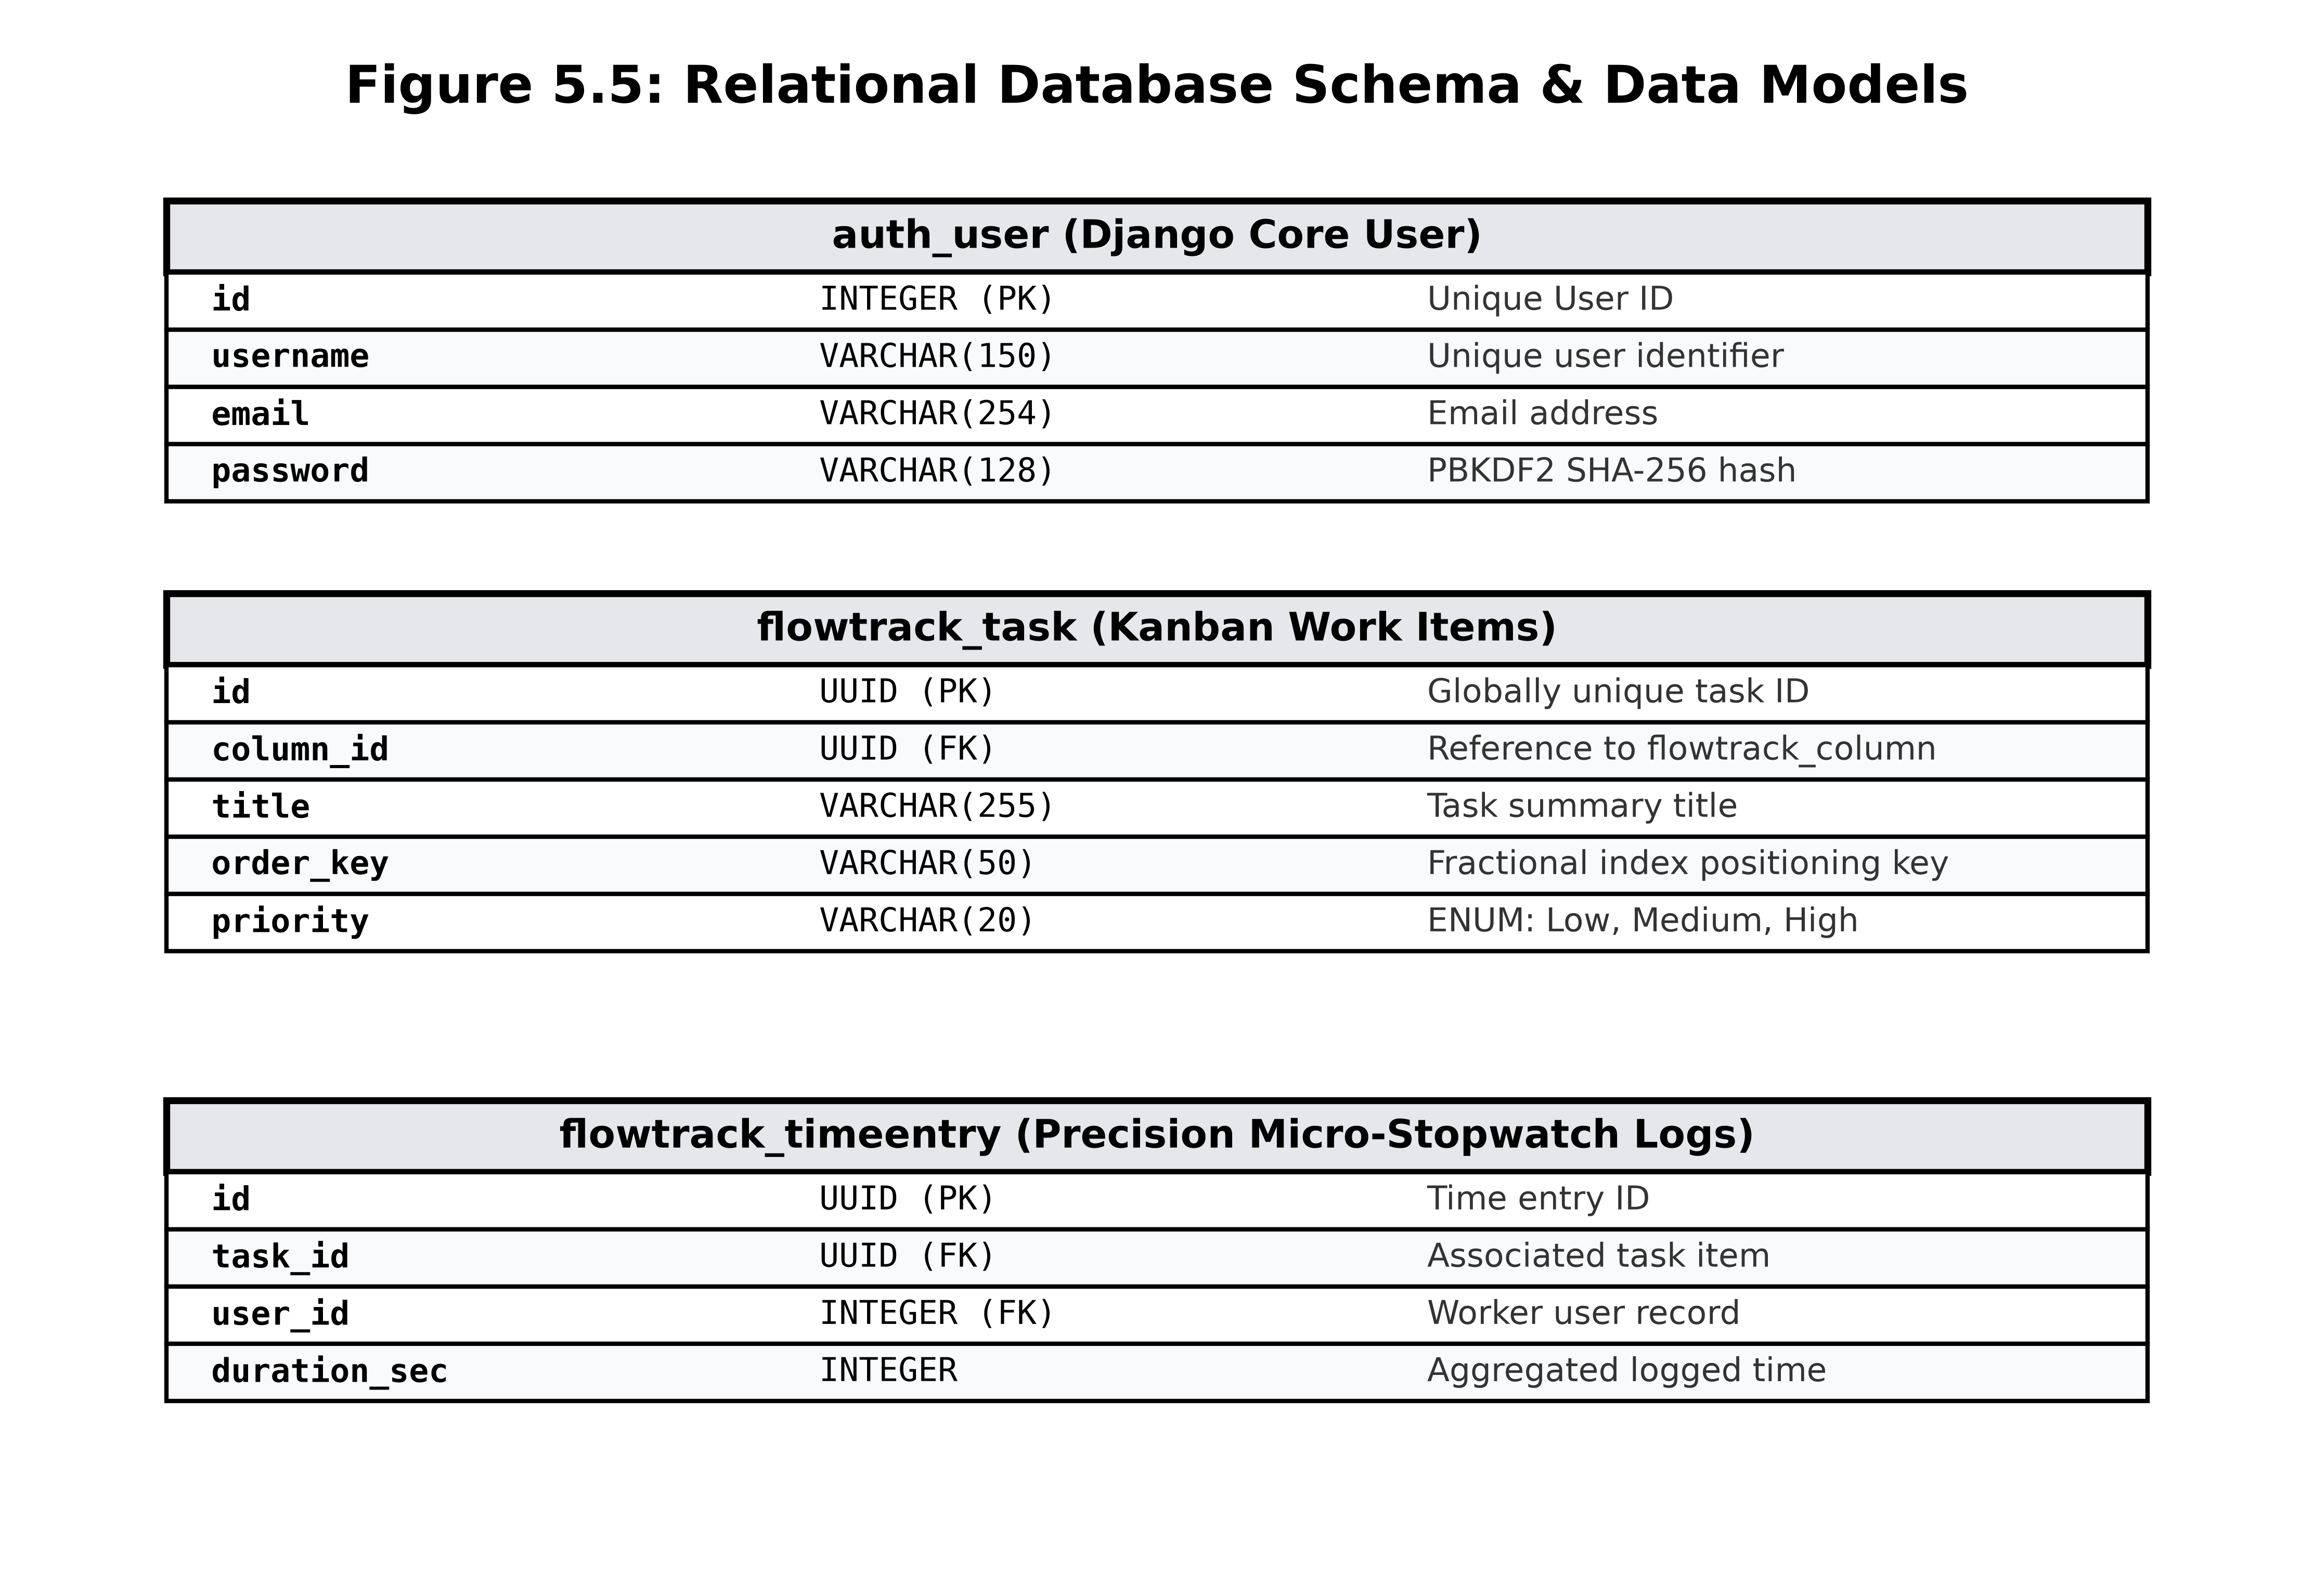 Figure 5.5: Relational Database Schema & Data Models
auth_user (Django Core User)
id INTEGER (PK) Unique User ID
username VARCHAR(150) Unique user identifier
email VARCHAR(254) Email address
password VARCHAR(128) PBKDF2 SHA-256 hash
flowtrack_task (Kanban Work Items)
id UUID (PK) Globally unique task ID
column_id UUID (FK) Reference to flowtrack_column
title VARCHAR(255) Task summary title
order_key VARCHAR(50) Fractional index positioning key
priority VARCHAR(20) ENUM: Low, Medium, High
flowtrack_timeentry (Precision Micro-Stopwatch Logs)
id UUID (PK) Time entry ID
task_id UUID (FK) Associated task item
user_id INTEGER (FK) Worker user record
duration_sec INTEGER Aggregated logged time